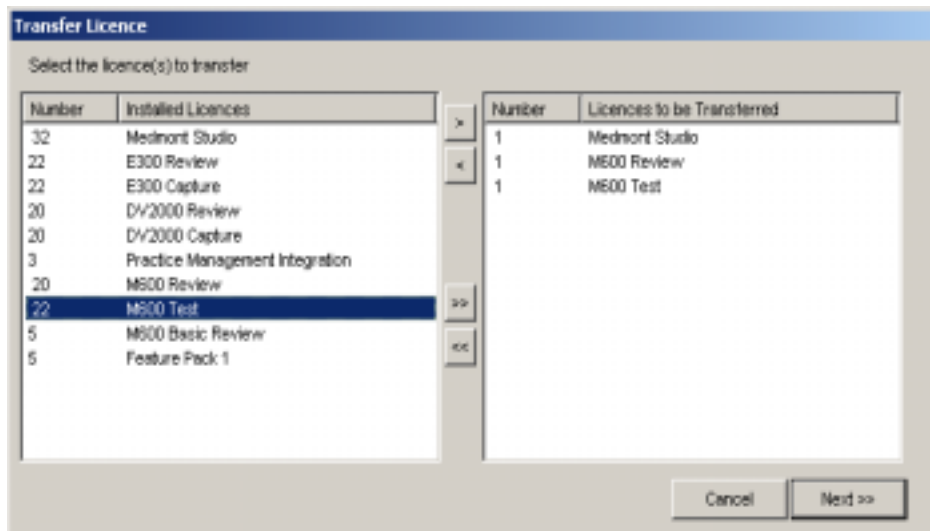 Transfer Licence
Select the licence(s) to transfer
Number Installed Licences
32 Medmont Studio
22 E300 Review
22 E300 Capture
20 DV2000 Review
20 DV2000 Capture
3 Practice Management Integration
20 M600 Review
22 M600 Test
5 M600 Basic Review
5 Feature Pack 1
>
<
>>
<<
Number Licences to be Transferred
1 Medmont Studio
1 M600 Review
1 M600 Test
Cancel Next >>